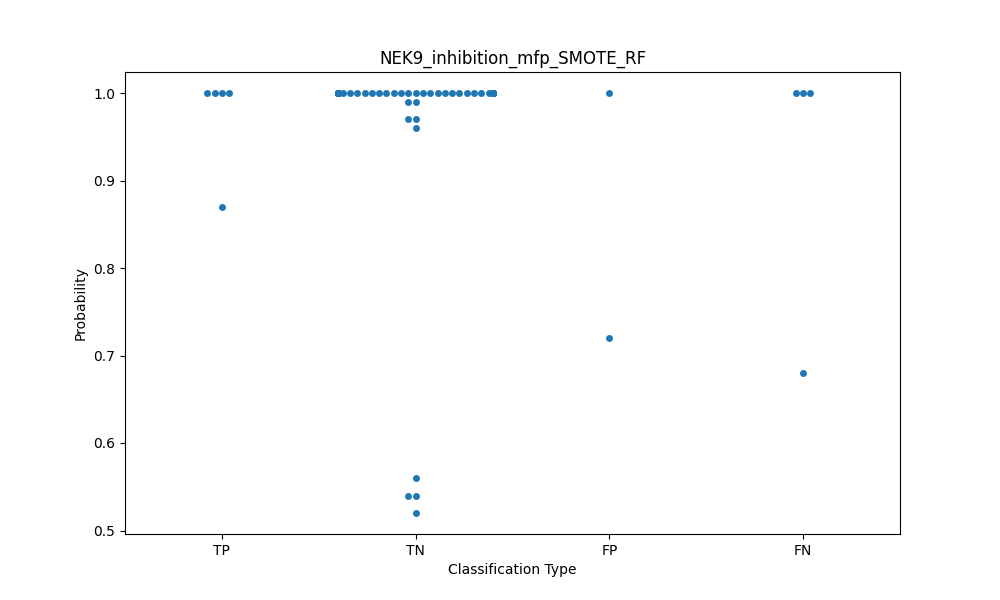 NEK9_inhibition_mfp_SMOTE_RF
1.0
0.9
0.8
0.7
0.6
0.5
Probability
TP TN FP FN
Classification Type